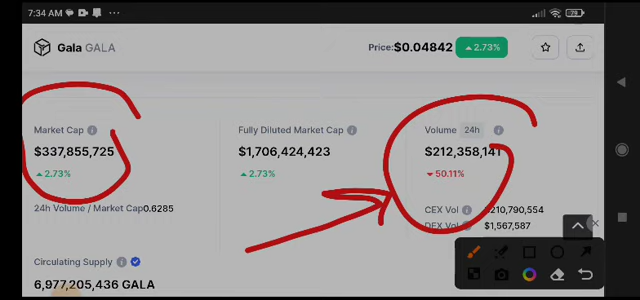 7:34 AM
79
Gala GALA
Price:$0.04842 2.73%
Market Cap
Fully Diluted Market Cap
Volume 24h
$337,855,725
$1,706,424,423
$212,358,141
2.73%
2.73%
50.11%
24h Volume / Market Cap0.6285
CEX Vol $210,790,554
DEX Vol $1,567,587
Circulating Supply
6,977,205,436 GALA